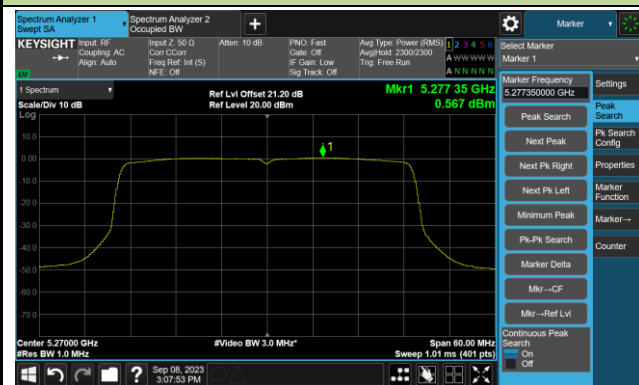 Spectrum Analyzer 1
Swept SA
Spectrum Analyzer 2
Occupied BW
Marker
KEYSIGHT
Input: RF
Coupling: AC
Align: Auto
Input Z: 50 Ω
Corr CCorr
Freq Ref: Int (S)
NFE: Off
Atten: 10 dB
PNO: Fast
Gate: Off
IF Gain: Low
Sig Track: Off
Avg Type: Power (RMS)
Avg|Hold: 2300/2300
Trig: Free Run
1 2 3 4 5 6
A W W W W W
A N N N N N
Select Marker
Marker 1
1 Spectrum
Scale/Div 10 dB
Log
Ref Lvl Offset 21.20 dB
Ref Level 20.00 dBm
Mkr1 5.277 35 GHz
0.567 dBm
10.0
0.00
-10.0
-20.0
-30.0
-40.0
-50.0
-60.0
-70.0
1
Center 5.27000 GHz
#Res BW 1.0 MHz
#Video BW 3.0 MHz*
Span 60.00 MHz
Sweep 1.01 ms (401 pts)
Marker Frequency
5.277350000 GHz
Peak Search
Next Peak
Next Pk Right
Next Pk Left
Minimum Peak
Pk-Pk Search
Marker Delta
Mkr→CF
Mkr→Ref Lvl
Continuous Peak
Search
On
Off
Settings
Peak
Search
Pk Search
Config
Properties
Marker
Function
Marker→
Counter
Sep 08, 2023
3:07:53 PM